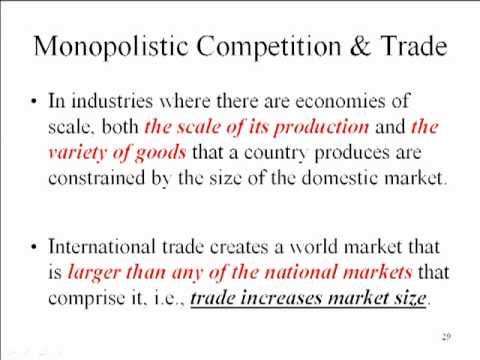 Monopolistic Competition & Trade
• In industries where there are economies of
scale, both the scale of its production and the
variety of goods that a country produces are
constrained by the size of the domestic market.
• International trade creates a world market that
is larger than any of the national markets that
comprise it, i.e., trade increases market size.
29